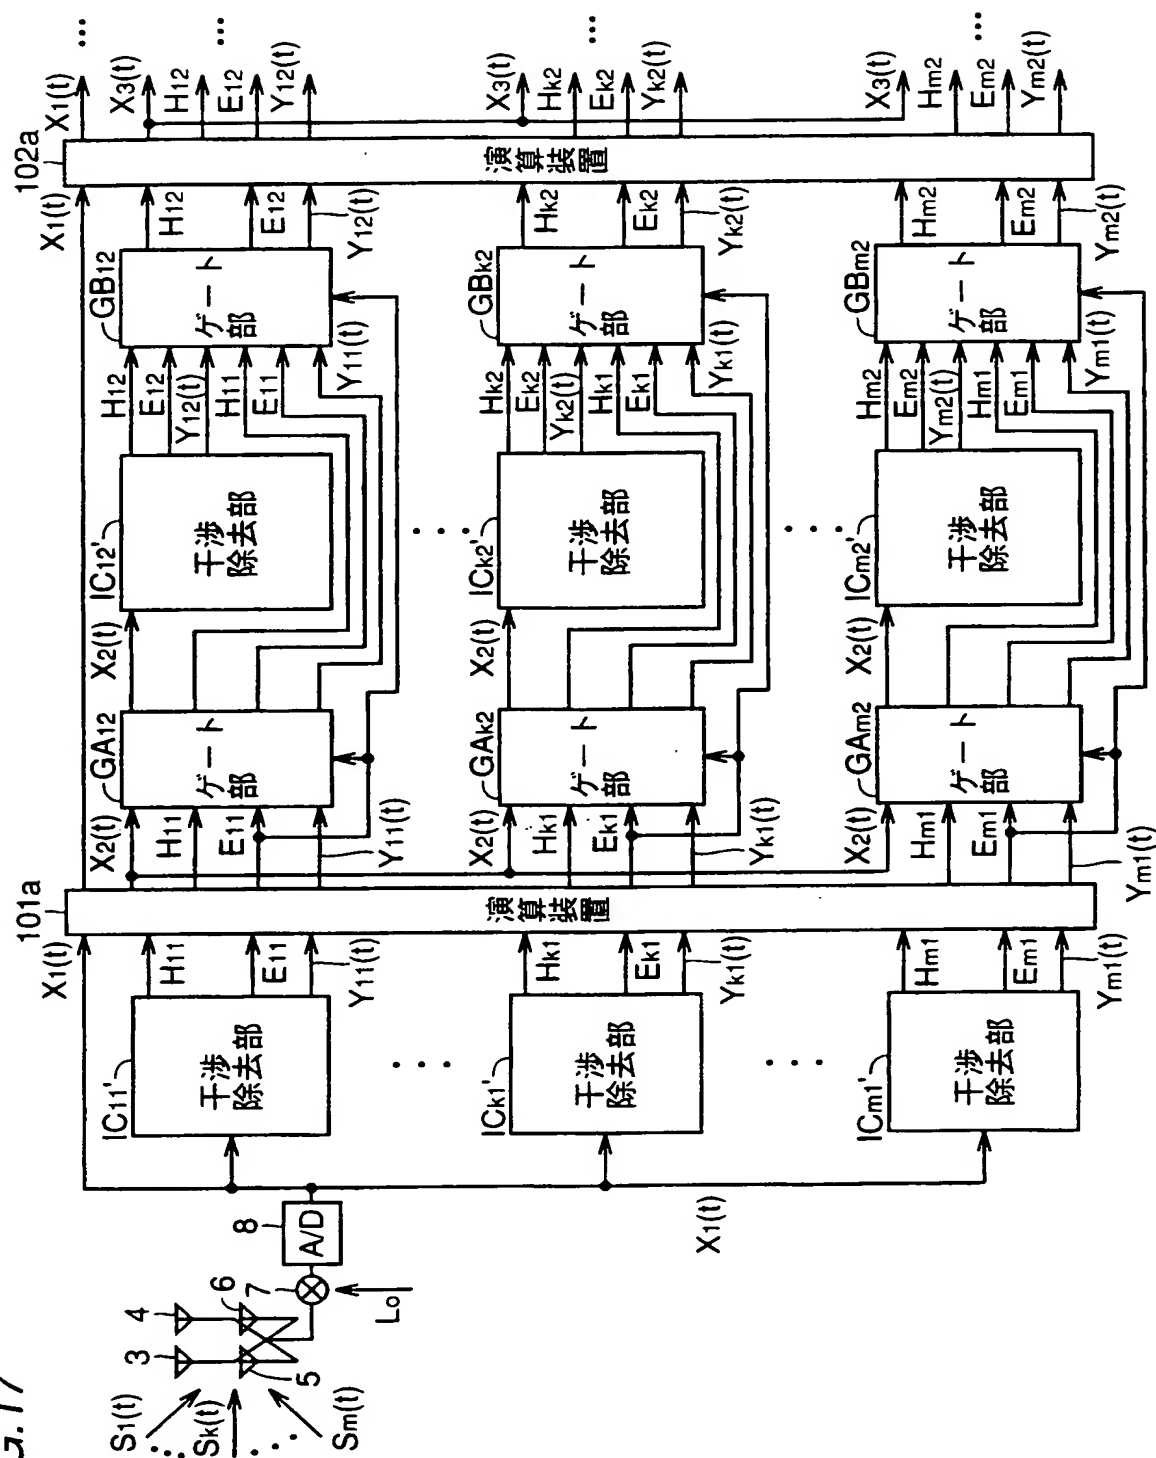 G.17
S1(t)
Sk(t)
Sm(t)
3
4
5
6
7
Lo
8
A/D
X1(t)
IC11'
干渉
除去部
ICk1'
干渉
除去部
ICm1'
干渉
除去部
X1(t)
H11
E11
Y11(t)
Hk1
Ek1
Yk1(t)
Hm1
Em1
Ym1(t)
101a
演算装置
X2(t)
H11
E11
Y11(t)
X2(t)
Hk1
Ek1
Yk1(t)
X2(t)
Hm1
Em1
Ym1(t)
GA12
ゲート
部
GAk2
ゲート
部
GAm2
ゲート
部
X2(t)
X2(t)
X2(t)
IC12'
干渉
除去部
ICk2'
干渉
除去部
ICm2'
干渉
除去部
H12
E12
Y12(t)
H11
E11
Y11(t)
Hk2
Ek2
Yk2(t)
Hk1
Ek1
Yk1(t)
Hm2
Em2
Ym2(t)
Hm1
Em1
Ym1(t)
GB12
ゲート
部
GBk2
ゲート
部
GBm2
ゲート
部
X1(t)
H12
E12
Y12(t)
Hk2
Ek2
Yk2(t)
Hm2
Em2
Ym2(t)
102a
演算装置
X1(t)
X3(t)
H12
E12
Y12(t)
X3(t)
Hk2
Ek2
Yk2(t)
X3(t)
Hm2
Em2
Ym2(t)